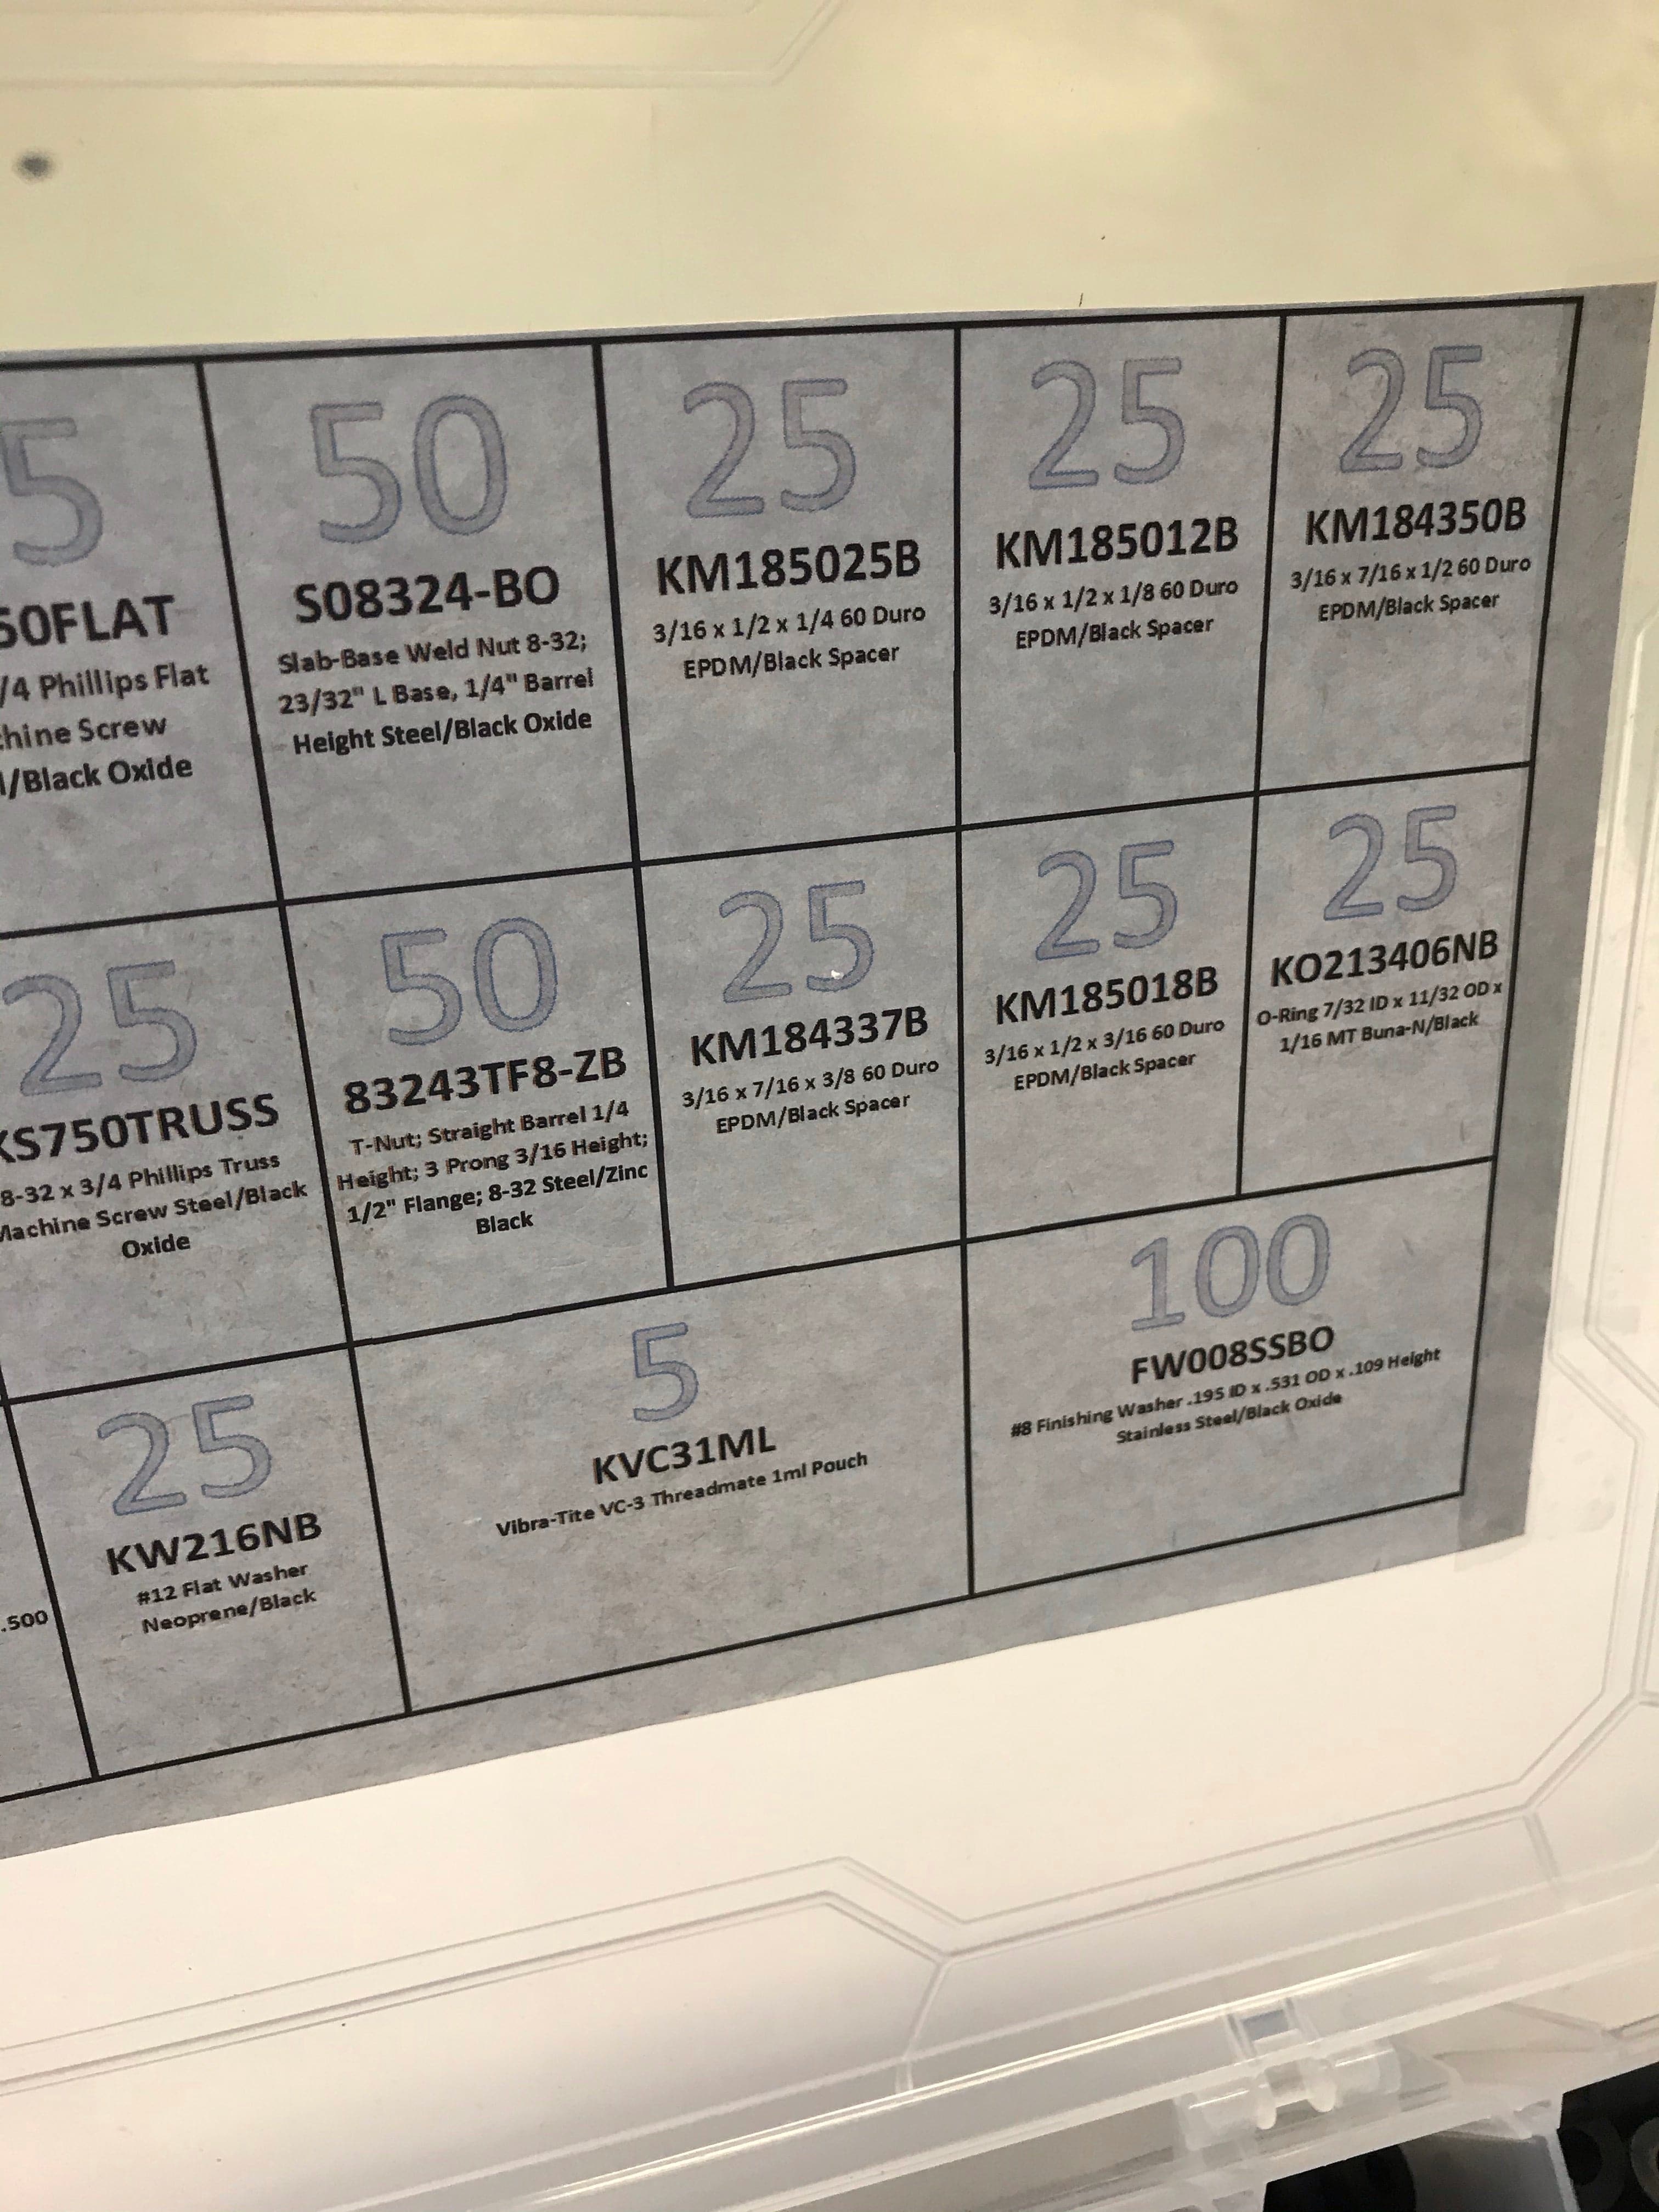 5
50FLAT
/4 Phillips Flat
chine Screw
l/Black Oxide
50
S08324-BO
Slab-Base Weld Nut 8-32;
23/32" L Base, 1/4" Barrel
Height Steel/Black Oxide
25
KM185025B
3/16 x 1/2 x 1/4 60 Duro
EPDM/Black Spacer
25
KM185012B
3/16 x 1/2 x 1/8 60 Duro
EPDM/Black Spacer
25
KM184350B
3/16 x 7/16 x 1/2 60 Duro
EPDM/Black Spacer
25
KS750TRUSS
8-32 x 3/4 Phillips Truss
Machine Screw Steel/Black
Oxide
50
83243TF8-ZB
T-Nut; Straight Barrel 1/4
Height; 3 Prong 3/16 Height;
1/2" Flange; 8-32 Steel/Zinc
Black
25
KM184337B
3/16 x 7/16 x 3/8 60 Duro
EPDM/Black Spacer
25
KM185018B
3/16 x 1/2 x 3/16 60 Duro
EPDM/Black Spacer
25
KO213406NB
O-Ring 7/32 ID x 11/32 OD x
1/16 MT Buna-N/Black
.500
25
KW216NB
#12 Flat Washer
Neoprene/Black
5
KVC31ML
Vibra-Tite VC-3 Threadmate 1ml Pouch
100
FW008SSBO
#8 Finishing Washer .195 ID x .531 OD x .109 Height
Stainless Steel/Black Oxide